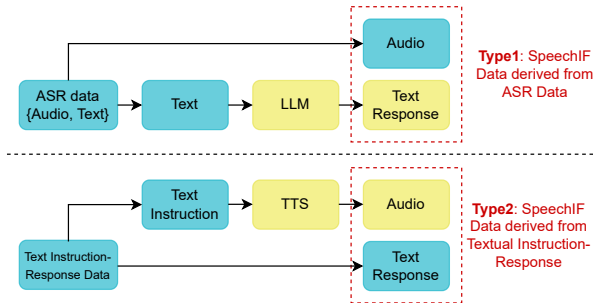 Audio
Type1: SpeechIF
Data derived from
ASR Data
ASR data
{Audio, Text}
Text
LLM
Text
Response
Text
Instruction
TTS
Audio
Type2: SpeechIF
Data derived from
Textual Instruction-
Response
Text Instruction-
Response Data
Text
Response